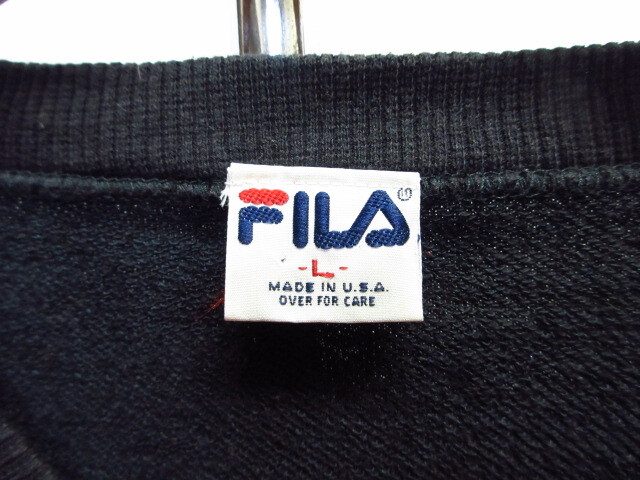 FILA®
-L-
MADE IN U.S.A.
OVER FOR CARE